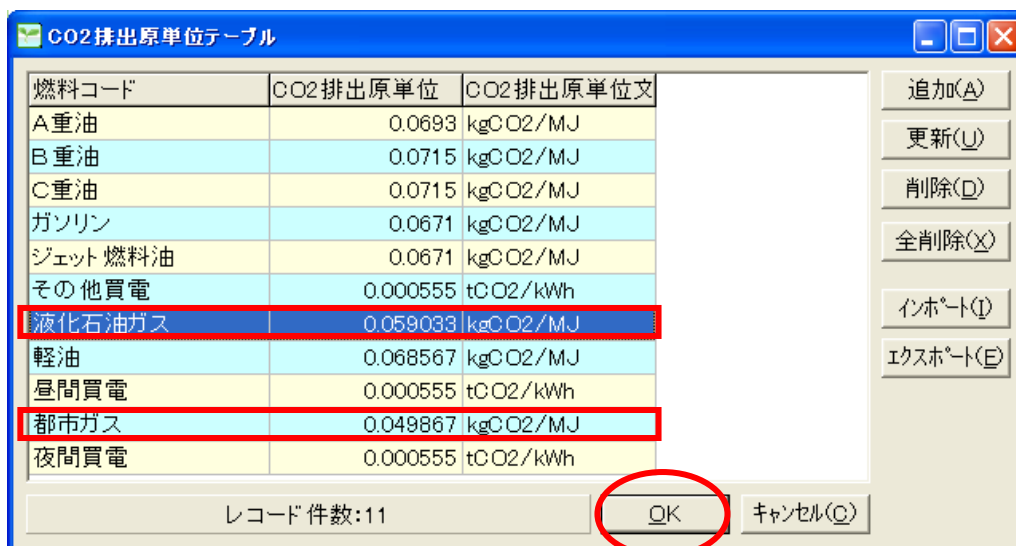 CO2排出原単位テーブル
燃料コード CO2排出原単位 CO2排出原単位文
A重油 0.0693 kgCO2/MJ
B重油 0.0715 kgCO2/MJ
C重油 0.0715 kgCO2/MJ
ガソリン 0.0671 kgCO2/MJ
ジェット燃料油 0.0671 kgCO2/MJ
その他買電 0.000555 tCO2/kWh
液化石油ガス 0.059033 kgCO2/MJ
軽油 0.068567 kgCO2/MJ
昼間買電 0.000555 tCO2/kWh
都市ガス 0.049867 kgCO2/MJ
夜間買電 0.000555 tCO2/kWh
追加(A)
更新(U)
削除(D)
全削除(X)
インポート(I)
エクスポート(E)
レコード件数:11 OK キャンセル(C)